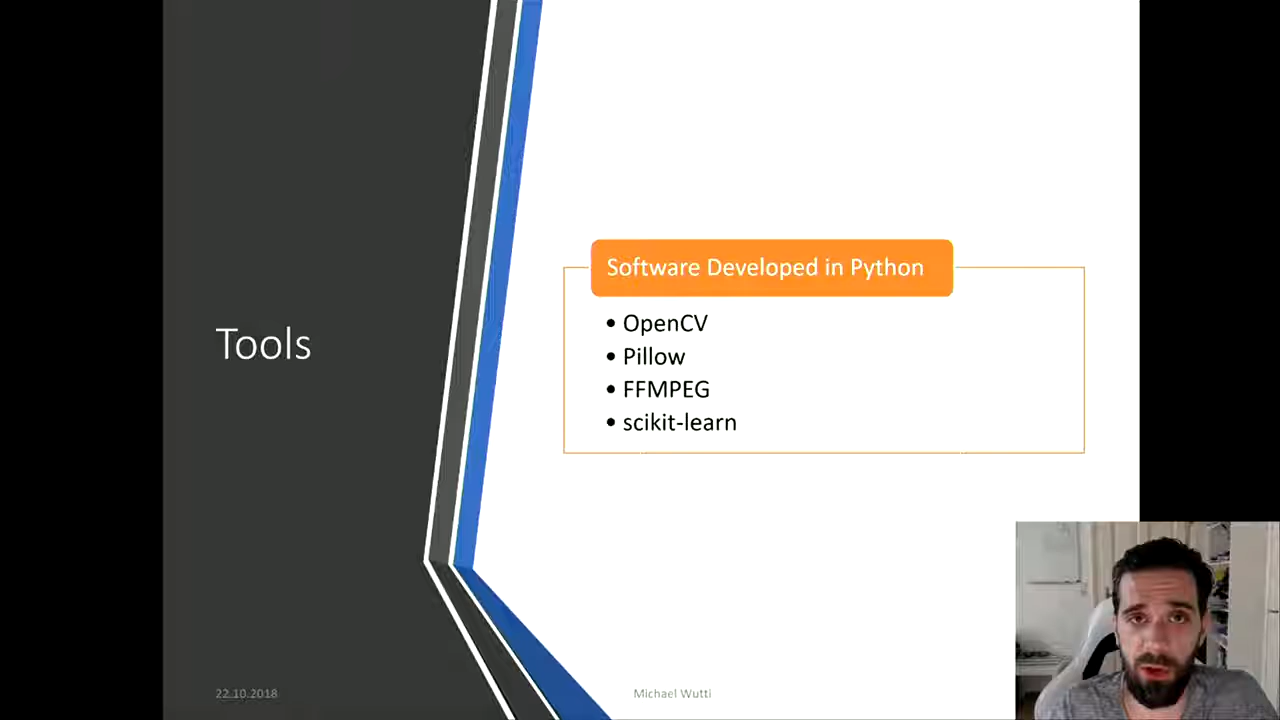 Tools
Software Developed in Python
• OpenCV
• Pillow
• FFMPEG
• scikit-learn
22.10.2018
Michael Wutti